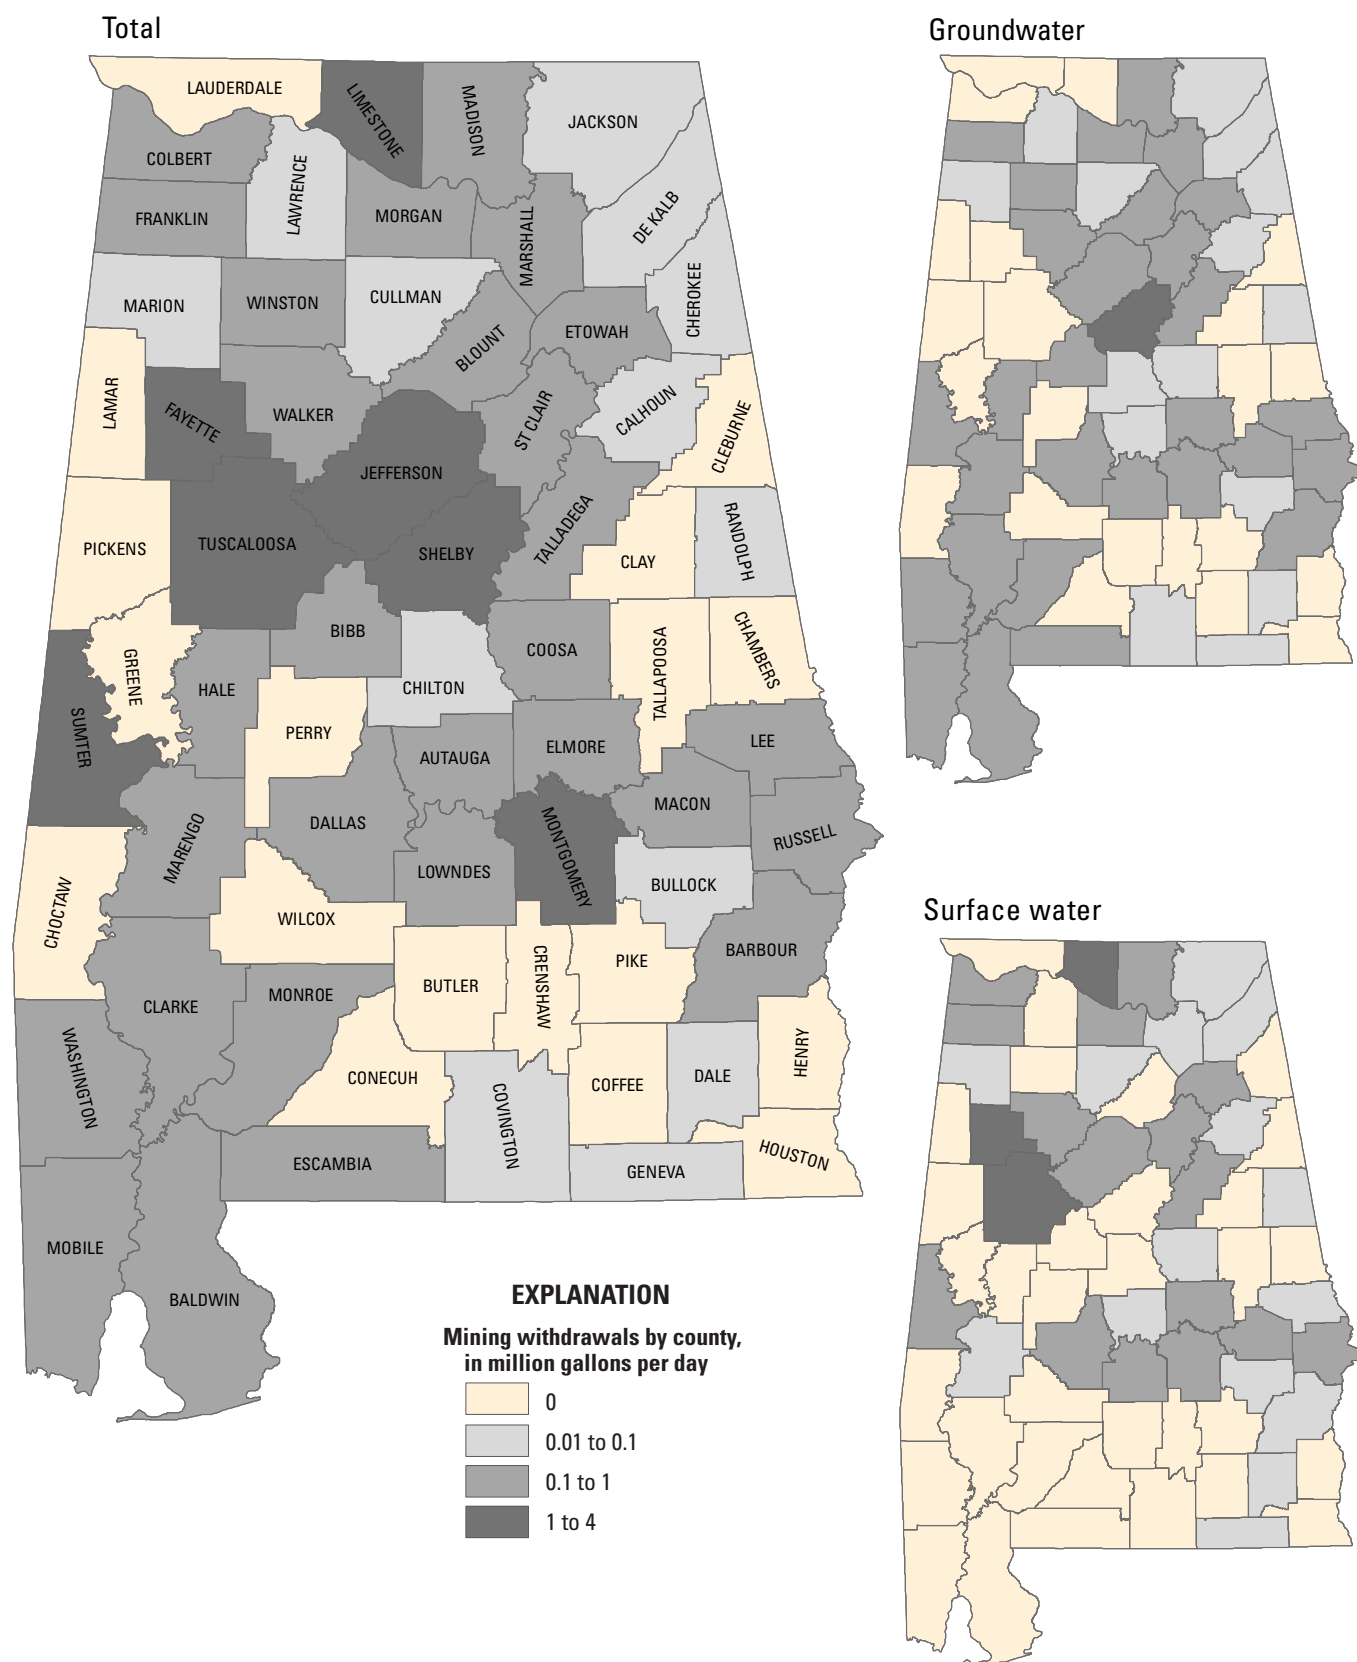 Total
Groundwater
LAUDERDALE
LIMESTONE
MADISON
JACKSON
COLBERT
LAWRENCE
FRANKLIN
MORGAN
MARSHALL
DE KALB
MARION
WINSTON
CULLMAN
CHEROKEE
BLOUNT
ETOWAH
LAMAR
FAYETTE
WALKER
ST CLAIR
CALHOUN
CLEBURNE
JEFFERSON
PICKENS
TUSCALOOSA
SHELBY
TALLADEGA
CLAY
RANDOLPH
BIBB
GREENE
HALE
CHILTON
COOSA
TALLAPOOSA
CHAMBERS
SUMTER
PERRY
AUTAUGA
ELMORE
LEE
MARENGO
DALLAS
MONTGOMERY
MACON
RUSSELL
LOWNDES
BULLOCK
CHOCTAW
WILCOX
Surface water
CLARKE
MONROE
BUTLER
CRENSHAW
PIKE
BARBOUR
WASHINGTON
CONECUH
COVINGTON
COFFEE
DALE
HENRY
ESCAMBIA
GENEVA
HOUSTON
MOBILE
BALDWIN
EXPLANATION
Mining withdrawals by county,
in million gallons per day
0
0.01 to 0.1
0.1 to 1
1 to 4